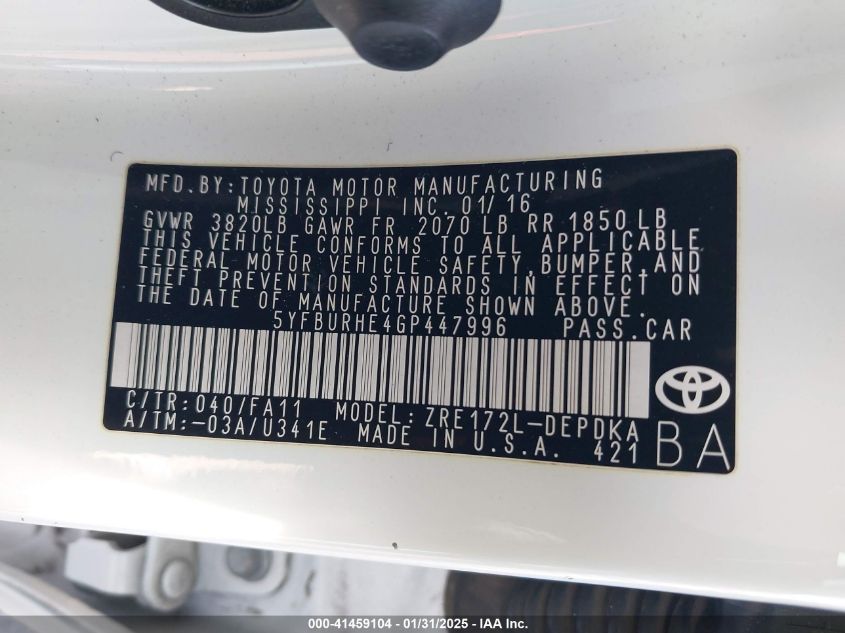 MFD.BY:TOYOTA MOTOR MANUFACTURING
MISSISSIPPI INC. 01/16
GVWR 3820LB GAWR FR 2070 LB RR 1850 LB
THIS VEHICLE CONFORMS TO ALL APPLICABLE
FEDERAL MOTOR VEHICLE SAFETY,BUMPER,AND
THEFT PREVENTION STANDARDS IN EFFECT ON
THE DATE OF MANUFACTURE SHOWN ABOVE.
5YFBURHE4GP447996 PASS.CAR
C/TR:040/FA11 MODEL:ZRE172L-DEPDKA
A/TM:-03A/U341E MADE IN U.S.A. 421
BA
000-41459104 - 01/31/2025 - IAA Inc.